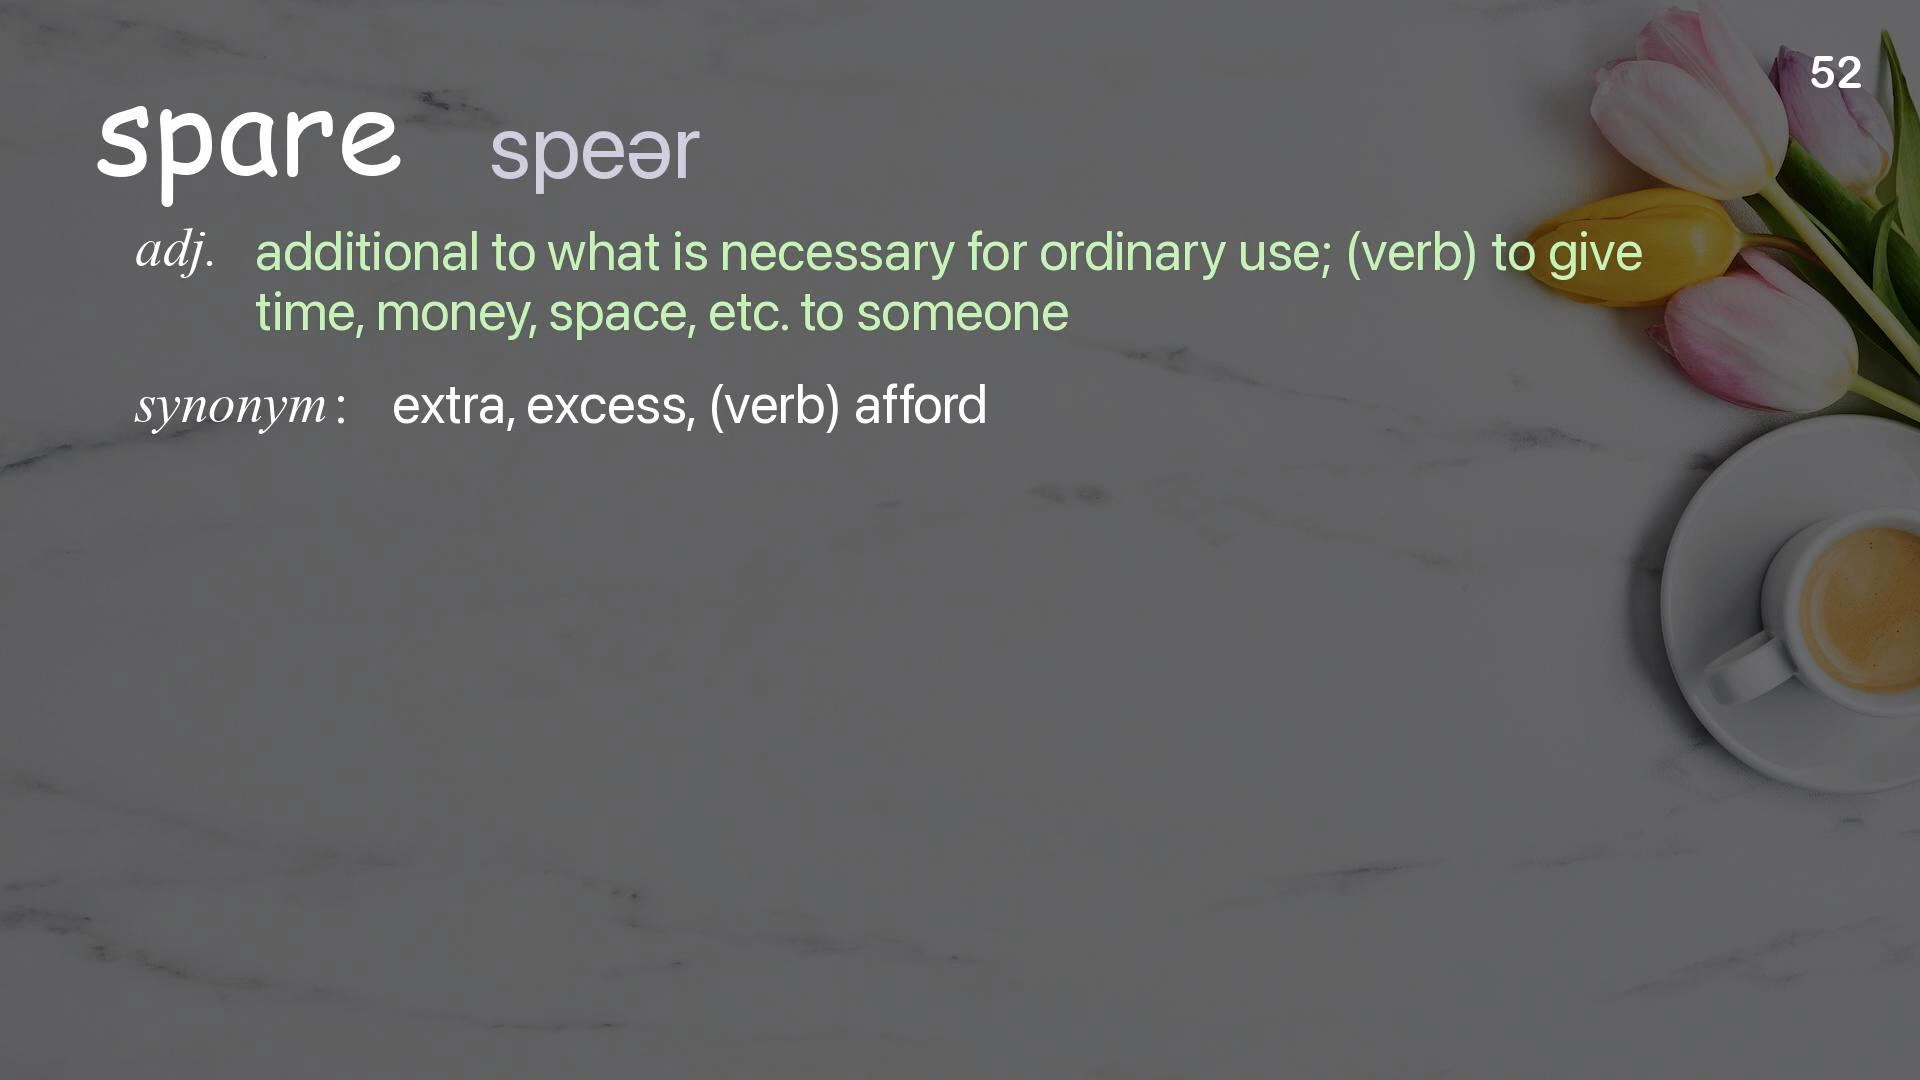 52
spare speər
adj. additional to what is necessary for ordinary use; (verb) to give
time, money, space, etc. to someone
synonym: extra, excess, (verb) afford